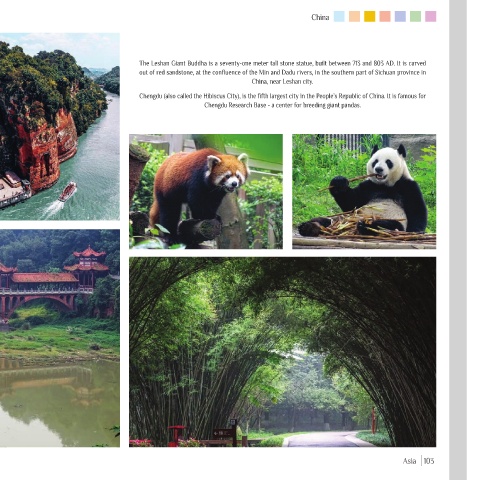 China
The Leshan Giant Buddha is a seventy-one meter tall stone statue, built between 713 and 803 AD. It is carved
out of red sandstone, at the confluence of the Min and Dadu rivers, in the southern part of Sichuan province in
China, near Leshan city.
Chengdu (also called the Hibiscus City), is the fifth largest city in the People's Republic of China. It is famous for
Chengdu Research Base - a center for breeding giant pandas.
Asia | 103